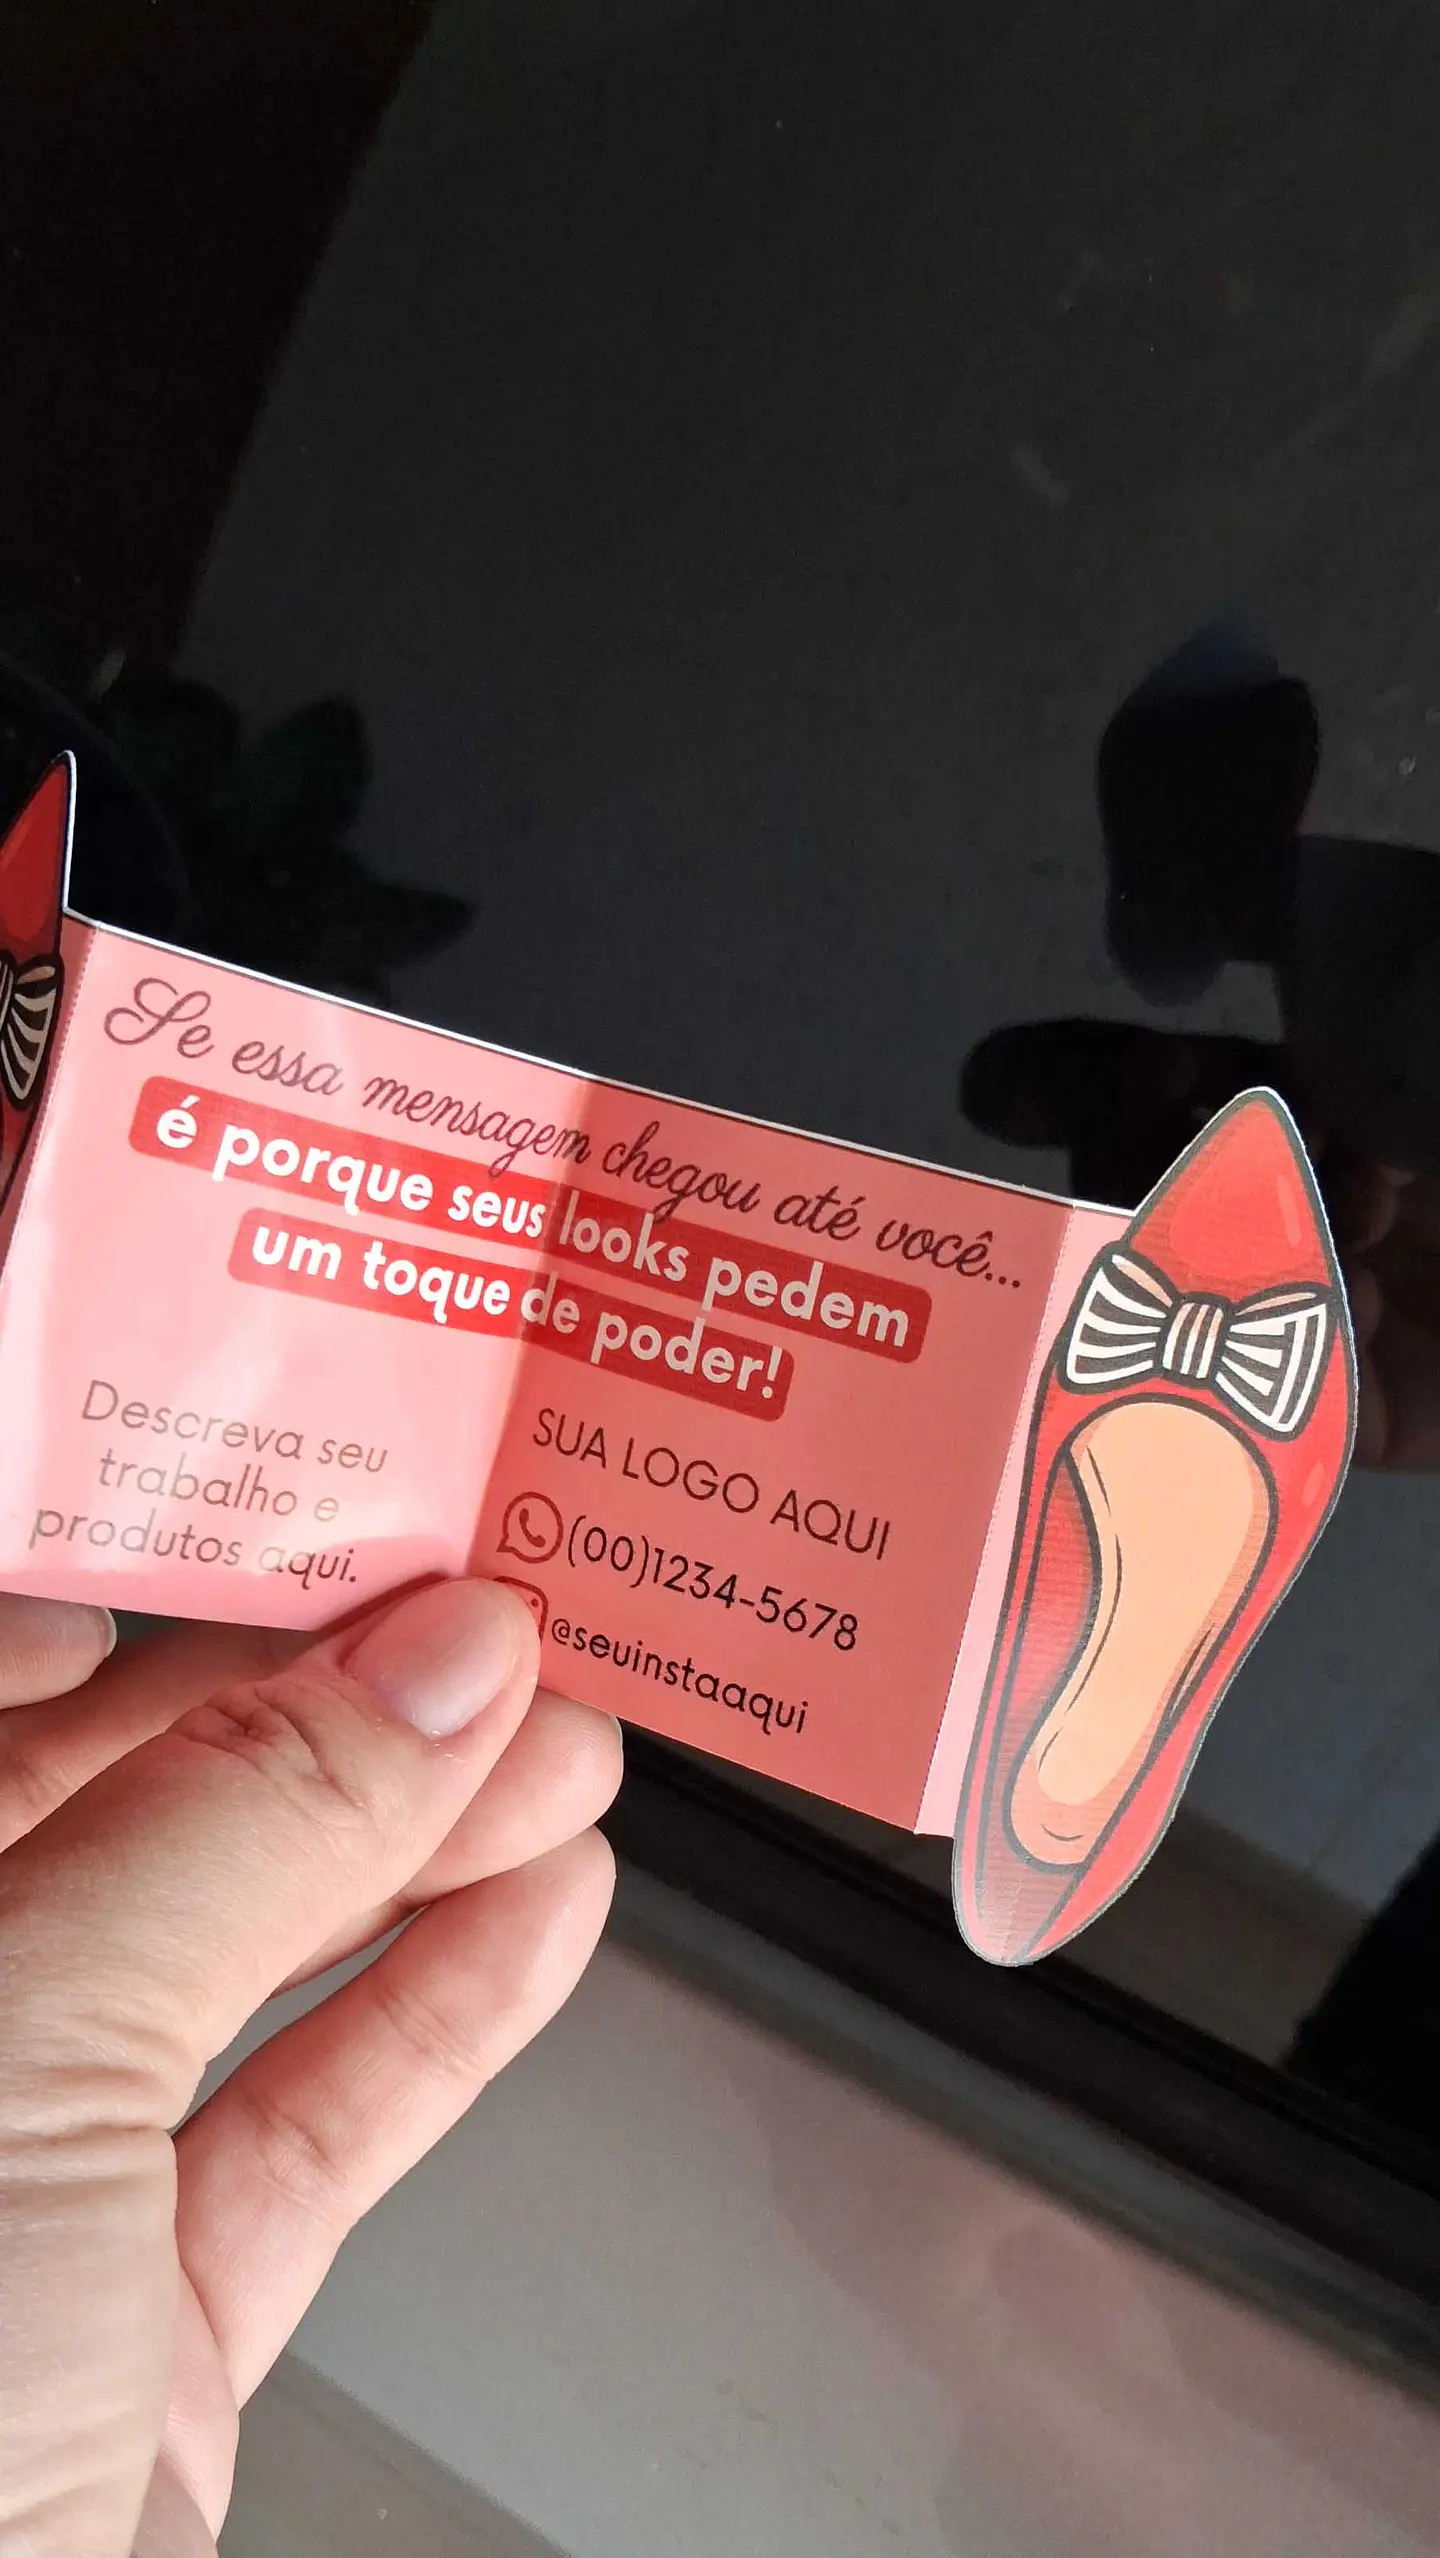 Se essa mensagem chegou até você...
é porque seus looks pedem
um toque de poder!
Descreva seu
trabalho e
produtos aqui.
SUA LOGO AQUI
(00)1234-5678
@seuinstaaqui